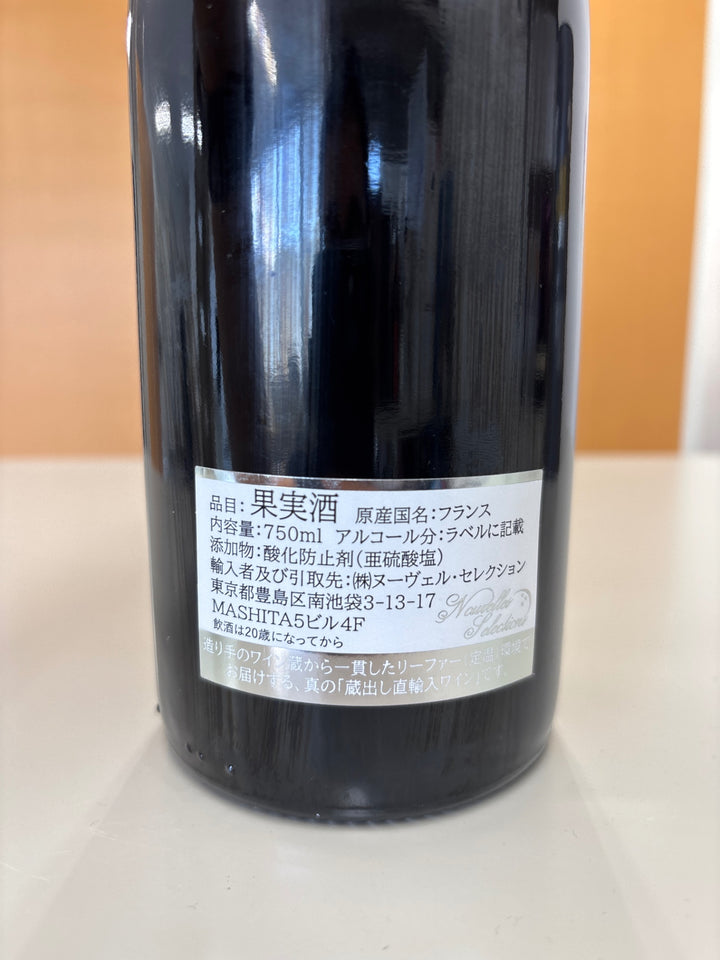 品目：果実酒 原産国名：フランス
内容量：750ml アルコール分：ラベルに記載
添加物：酸化防止剤（亜硫酸塩）
輸入者及び引取先：㈱ヌーヴェル・セレクション
東京都豊島区南池袋3-13-17
MASHITA5ビル4F
Nouvelles Selections
飲酒は20歳になってから
造り手のワイン蔵から一貫したリーファー（定温）環境で
お届けする、真の「蔵出し直輸入ワイン」です。